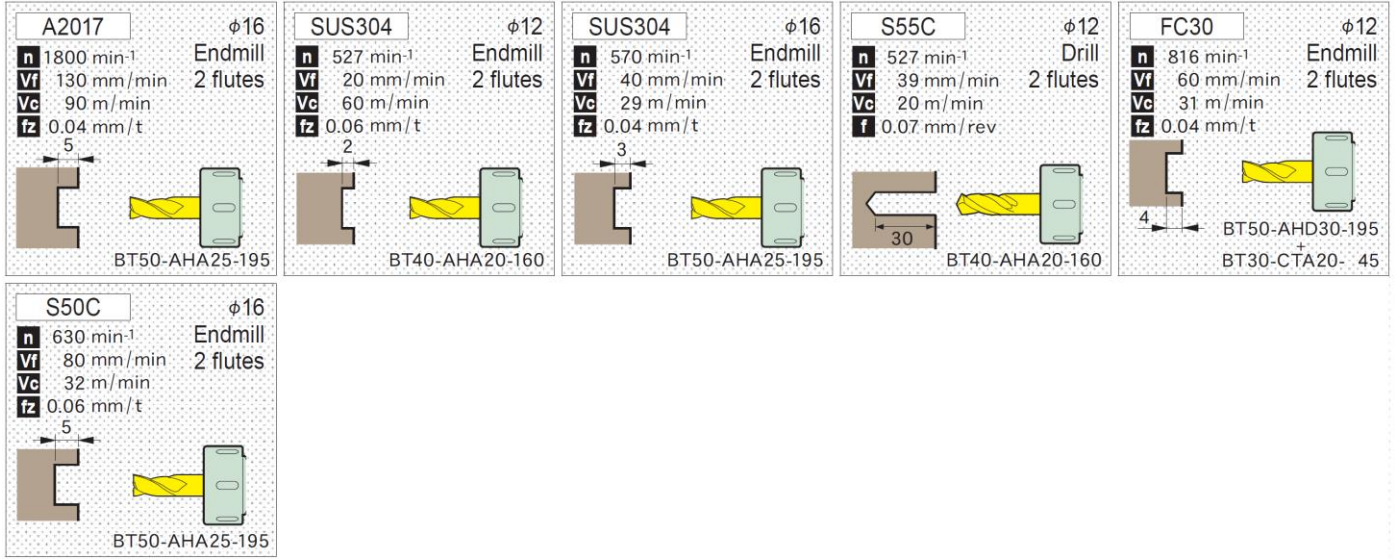 A2017 φ16
n 1800 min-1 Endmill
Vf 130 mm/min 2 flutes
Vc 90 m/min
fz 0.04 mm/t
5
BT50-AHA25-195
SUS304 φ12
n 527 min-1 Endmill
Vf 20 mm/min 2 flutes
Vc 60 m/min
fz 0.06 mm/t
2
BT40-AHA20-160
SUS304 φ16
n 570 min-1 Endmill
Vf 40 mm/min 2 flutes
Vc 29 m/min
fz 0.04 mm/t
3
BT50-AHA25-195
S55C φ12
n 527 min-1 Drill
Vf 39 mm/min 2 flutes
Vc 20 m/min
f 0.07 mm/rev
30
BT40-AHA20-160
FC30 φ12
n 816 min-1 Endmill
Vf 60 mm/min 2 flutes
Vc 31 m/min
fz 0.04 mm/t
4
BT50-AHD30-195
+
BT30-CTA20- 45
S50C φ16
n 630 min-1 Endmill
Vf 80 mm/min 2 flutes
Vc 32 m/min
fz 0.06 mm/t
5
BT50-AHA25-195